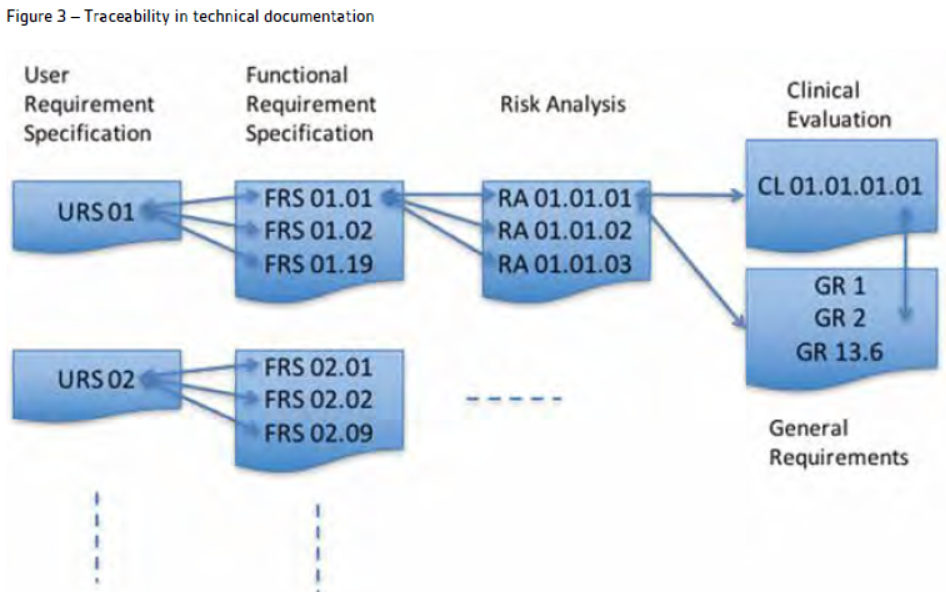 Figure 3 – Traceability in technical documentation
User
Requirement
Specification
Functional
Requirement
Specification
Risk Analysis
Clinical
Evaluation
URS 01
FRS 01.01
FRS 01.02
FRS 01.19
RA 01.01.01
RA 01.01.02
RA 01.01.03
CL 01.01.01.01
GR 1
GR 2
GR 13.6
URS 02
FRS 02.01
FRS 02.02
FRS 02.09
General
Requirements